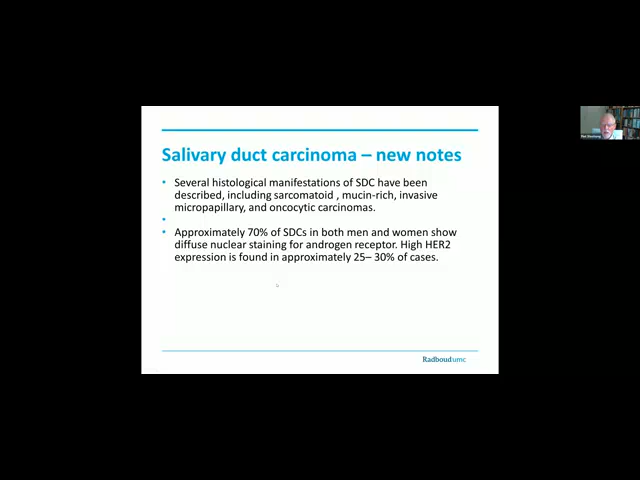 Salivary duct carcinoma – new notes
• Several histological manifestations of SDC have been
described, including sarcomatoid , mucin-rich, invasive
micropapillary, and oncocytic carcinomas.
•
• Approximately 70% of SDCs in both men and women show
diffuse nuclear staining for androgen receptor. High HER2
expression is found in approximately 25– 30% of cases.
Radboudumc